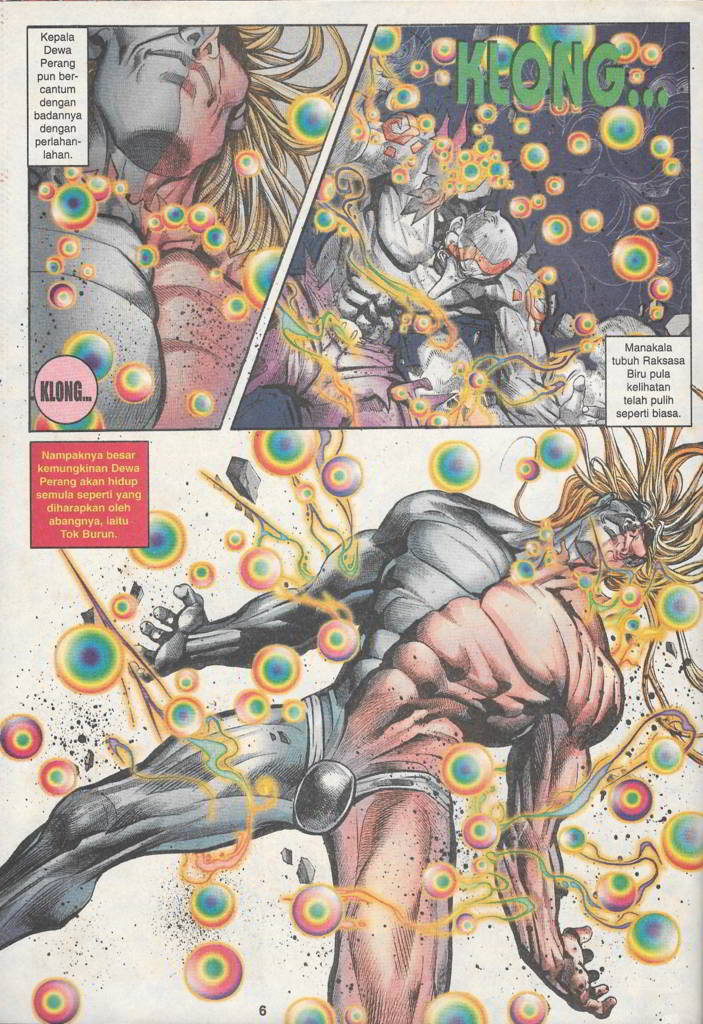 Kepala
Dewa
Perang
pun ber-
cantum
dengan
badannya
dengan
perlahan-
lahan.
KLONG...
KLONG...
Manakala
tubuh Raksasa
Biru pula
kelihatan
telah pulih
seperti biasa.
Nampaknya besar
kemungkinan Dewa
Perang akan hidup
semula seperti yang
diharapkan oleh
abangnya, iaitu
Tok Burun.
6